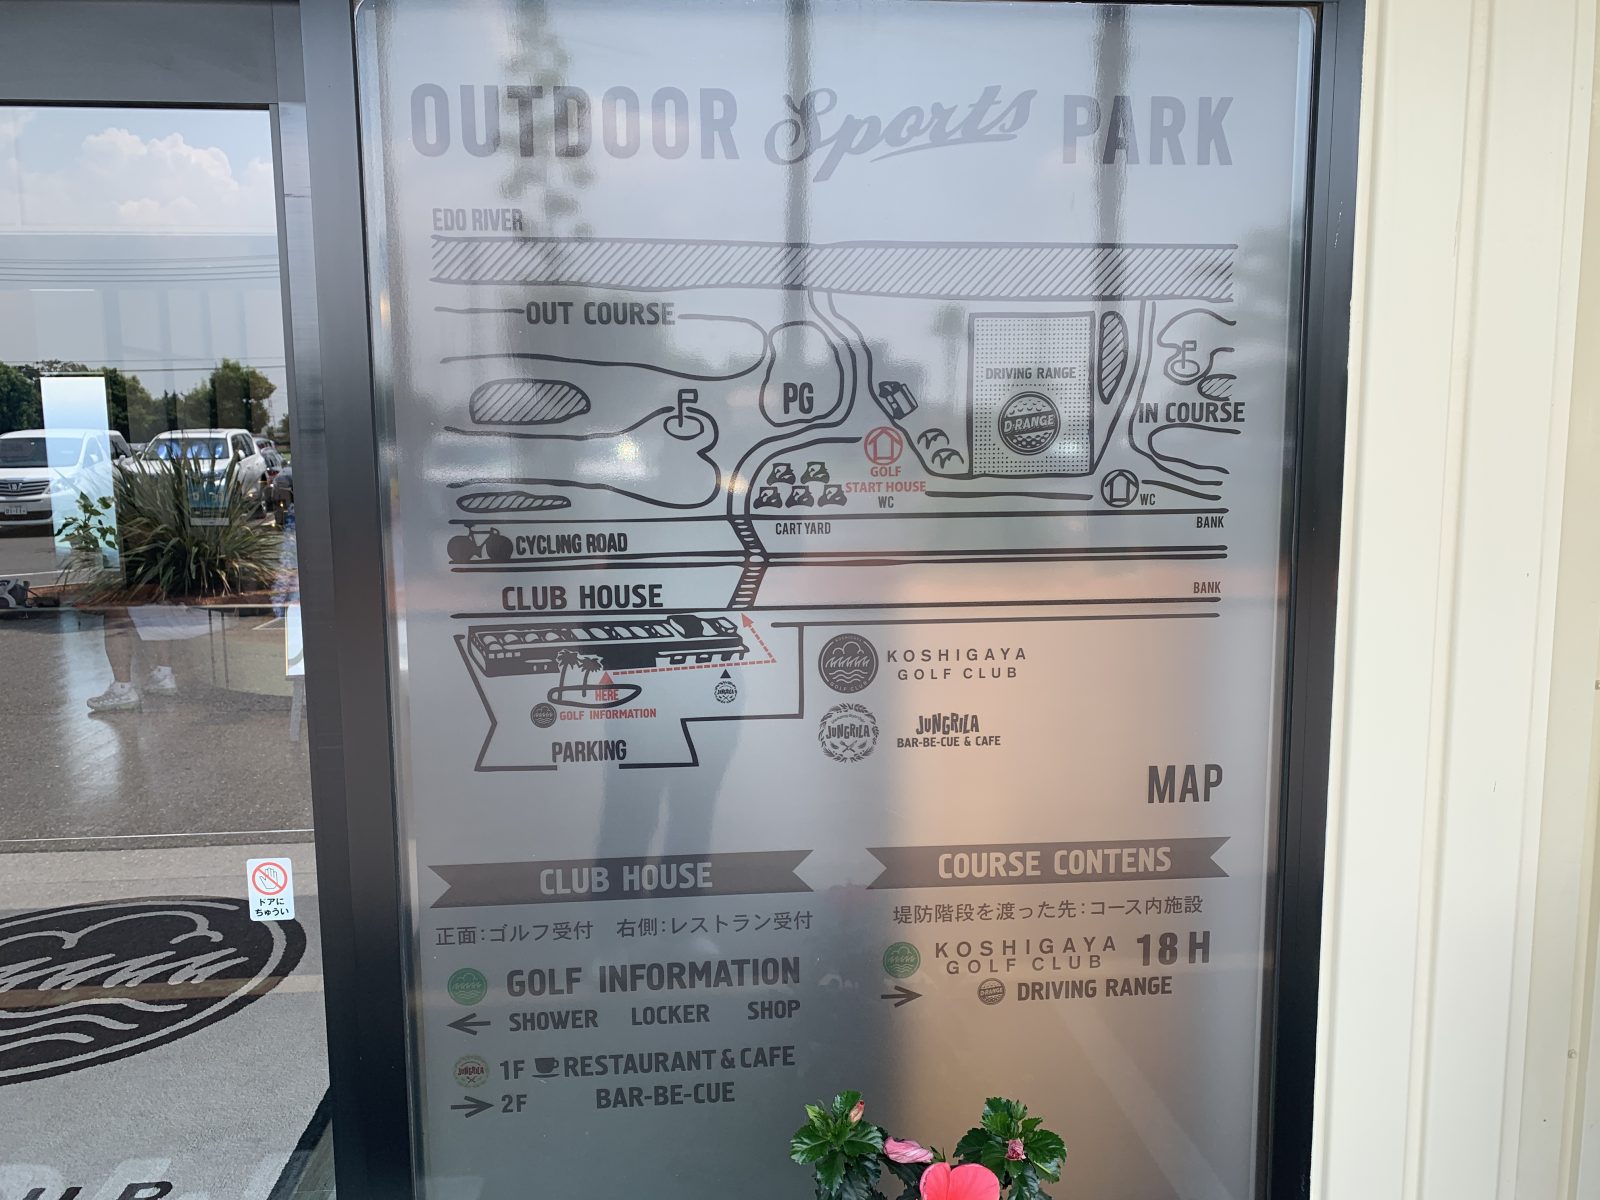 OUTDOOR Sports PARK
EDO RIVER
OUT COURSE
PG
DRIVING RANGE
D-RANGE
IN COURSE
GOLF
START HOUSE
WC
WC
CART YARD
BANK
CYCLING ROAD
CLUB HOUSE
BANK
HERE
GOLF INFORMATION
PARKING
KOSHIGAYA
GOLF CLUB
JUNGRILA
JUNGRILA
BAR-BE-CUE & CAFE
MAP
CLUB HOUSE
正面:ゴルフ受付 右側:レストラン受付
GOLF INFORMATION
← SHOWER LOCKER SHOP
JUNGRILA
1F RESTAURANT & CAFE
→ 2F BAR-BE-CUE
COURSE CONTENS
堤防階段を渡った先:コース内施設
KOSHIGAYA
GOLF CLUB 18H
→ D-RANGE DRIVING RANGE
ドアに
ちゅうい